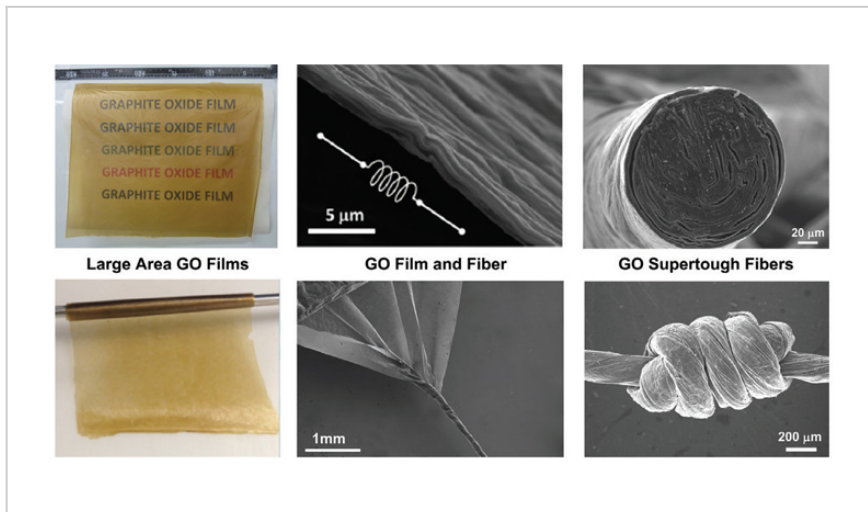 GRAPHITE OXIDE FILM
GRAPHITE OXIDE FILM
GRAPHITE OXIDE FILM
GRAPHITE OXIDE FILM
GRAPHITE OXIDE FILM
5 μm
20 μm
Large Area GO Films
GO Film and Fiber
GO Supertough Fibers
1mm
200 μm